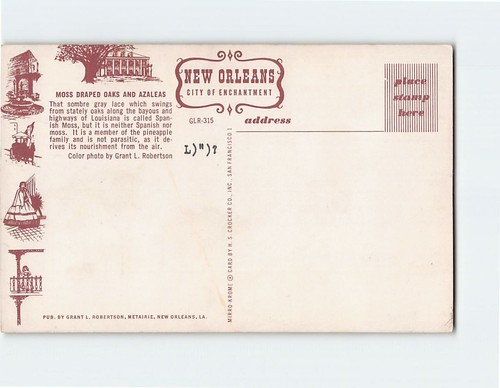 MOSS DRAPED OAKS AND AZALEAS
That sombre gray lace which swings
from stately oaks along the bayous and
highways of Louisiana is called Span-
ish Moss, but it is neither Spanish nor
moss. It is a member of the pineapple
family and is not parasitic, as it de-
rives its nourishment from the air.
Color photo by Grant L. Robertson
NEW ORLEANS
CITY OF ENCHANTMENT
GLR-315
address
place
stamp
here
L)")?
MIRRO KROME ® CARD BY H. S. CROCKER CO., INC., SAN FRANCISCO 1
PUB. BY GRANT L. ROBERTSON, METAIRIE, NEW ORLEANS, LA.